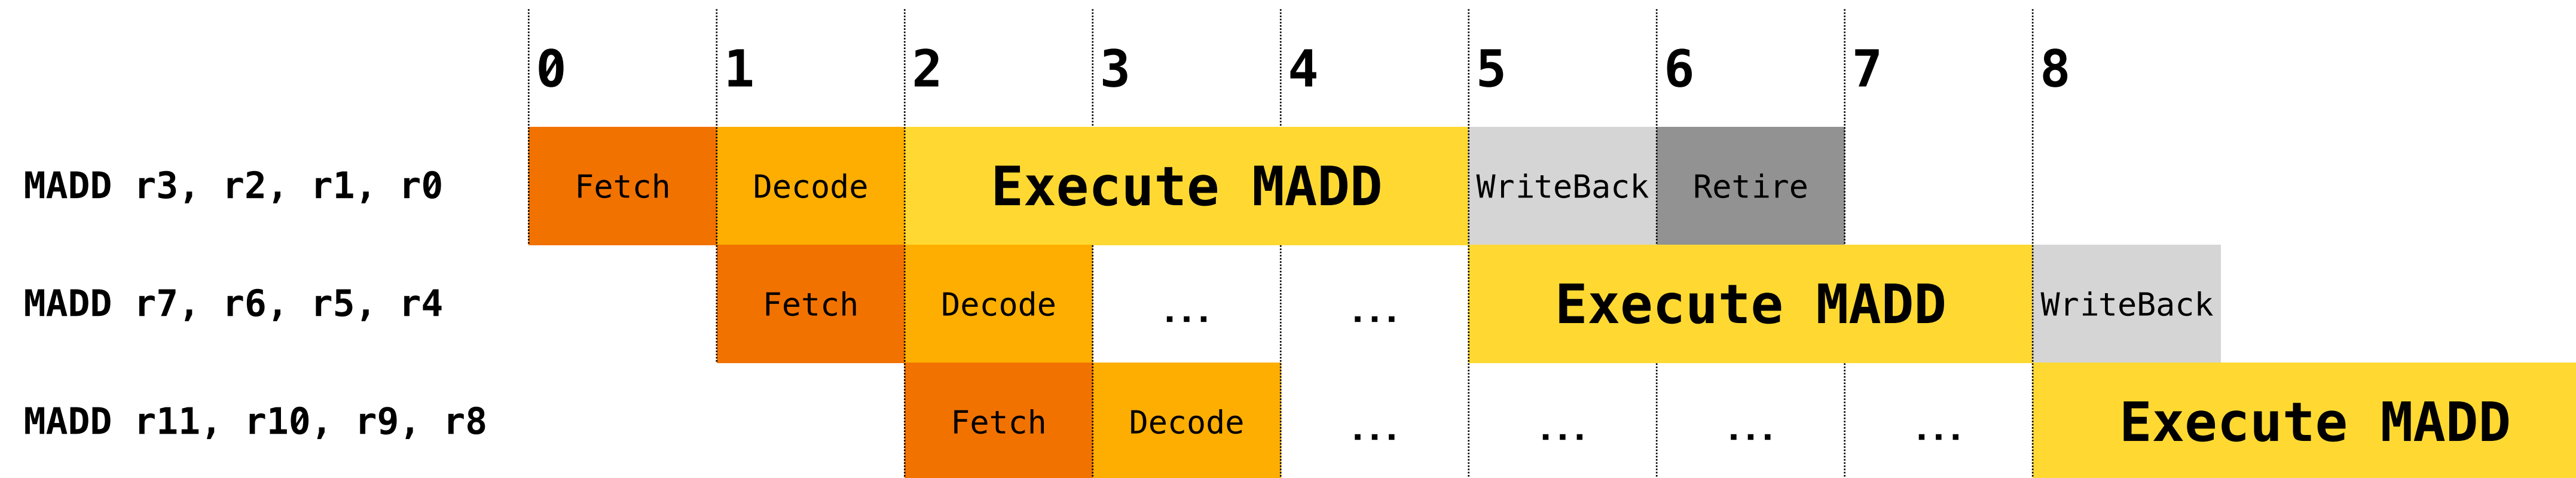 0 1 2 3 4 5 6 7 8
MADD r3, r2, r1, r0 Fetch Decode Execute MADD WriteBack Retire
MADD r7, r6, r5, r4 Fetch Decode ... ... Execute MADD WriteBack
MADD r11, r10, r9, r8 Fetch Decode ... ... ... ... Execute MADD